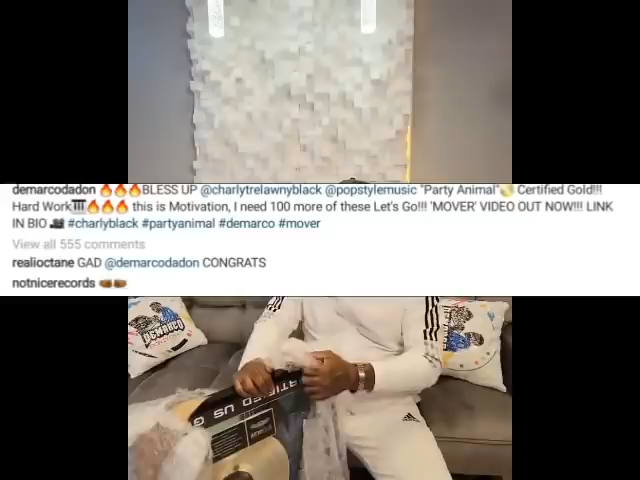 demarcodadon 🔥🔥🔥BLESS UP @charlytrelawnyblack @popstylemusic "Party Animal" Certified Gold!!!
Hard Work🔥🔥🔥 this is Motivation, I need 100 more of these Let's Go!!! 'MOVER' VIDEO OUT NOW!!! LINK
IN BIO 🎥 #charlyblack #partyanimal #demarco #mover
View all 555 comments
realioctane GAD @demarcodadon CONGRATS
notnicerecords
DEMARCO
US G